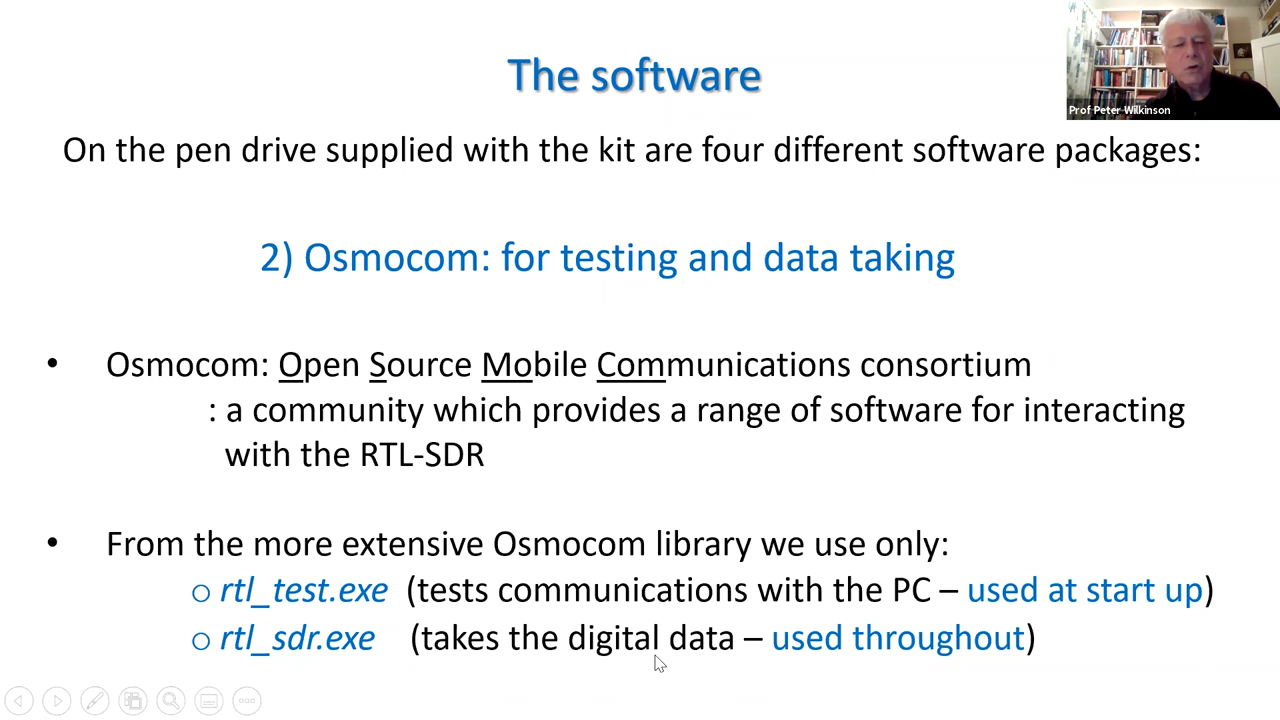 The software
Prof Peter Wilkinson
On the pen drive supplied with the kit are four different software packages:
2) Osmocom: for testing and data taking
• Osmocom: Open Source Mobile Communications consortium
: a community which provides a range of software for interacting
with the RTL-SDR
• From the more extensive Osmocom library we use only:
o rtl_test.exe (tests communications with the PC – used at start up)
o rtl_sdr.exe (takes the digital data – used throughout)